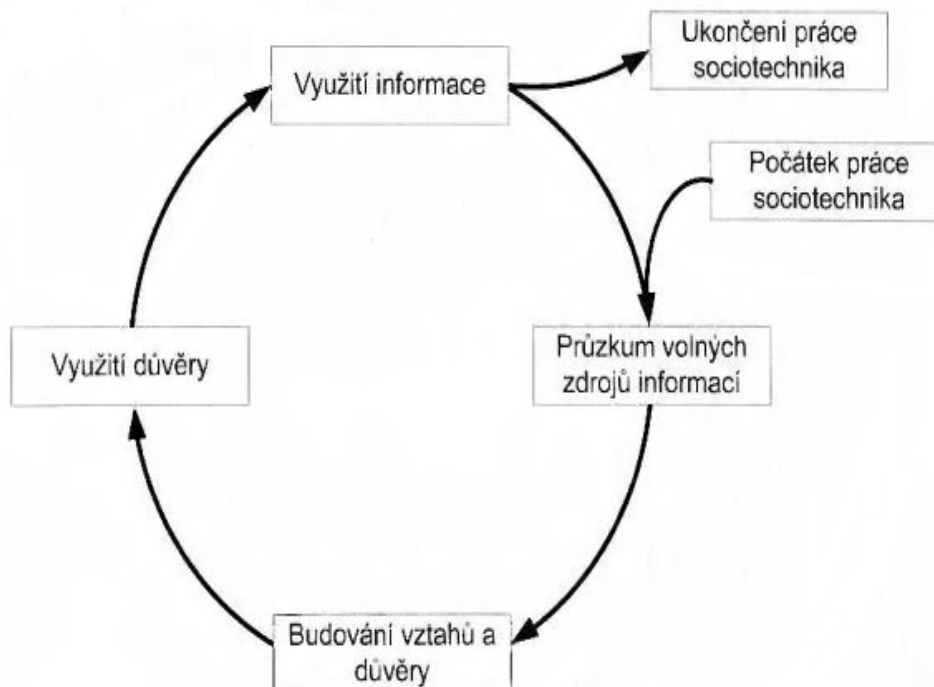 Využití informace
Ukončení práce
sociotechnika
Počátek práce
sociotechnika
Využití důvěry
Průzkum volných
zdrojů informací
Budování vztahů a
důvěry